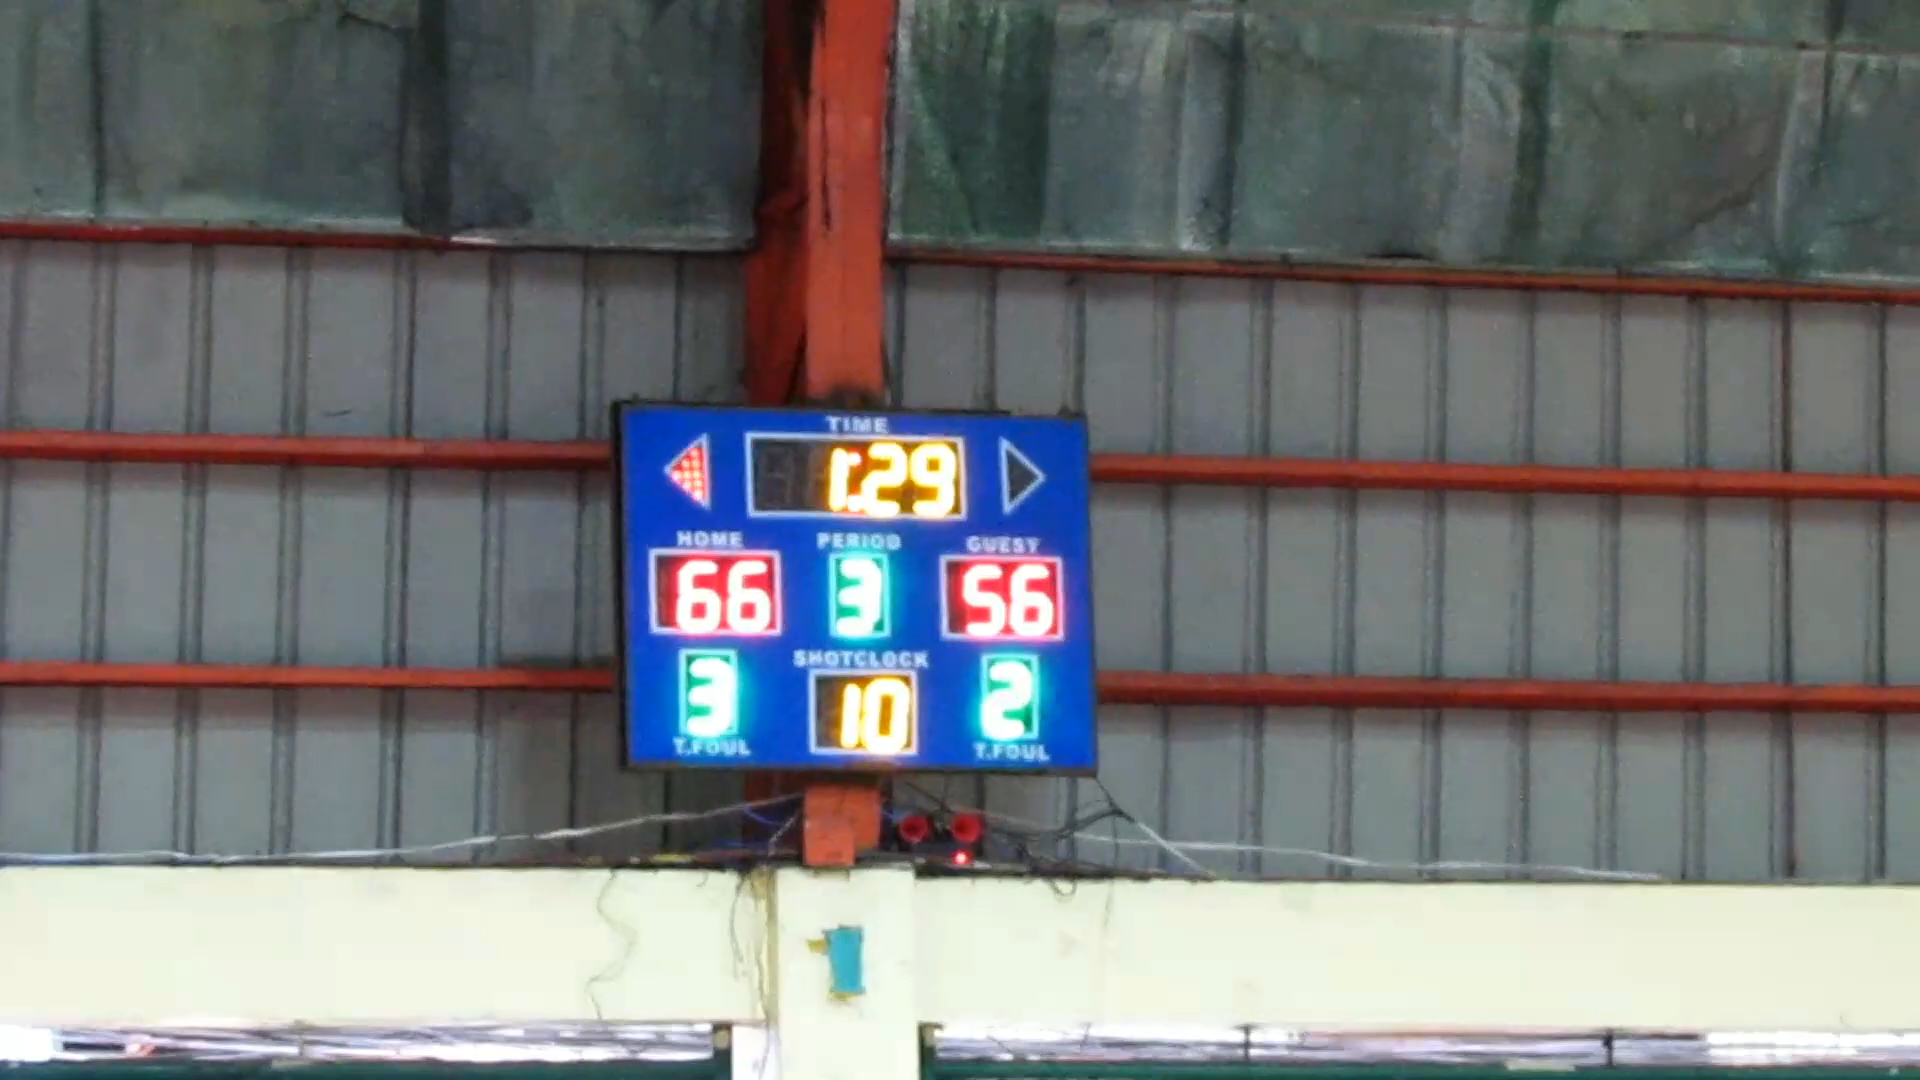 TIME
1:29
HOME PERIOD GUEST
66 3 56
SHOTCLOCK
3 10 2
T.FOUL T.FOUL